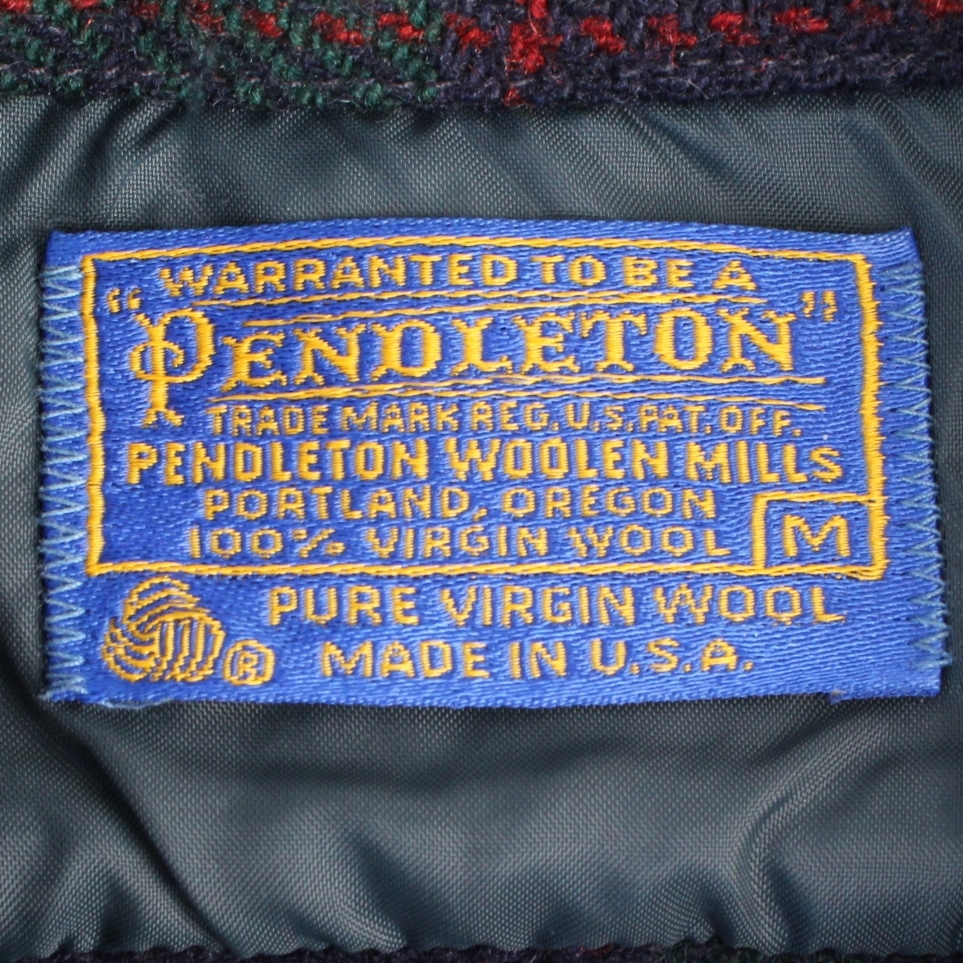 WARRANTED TO BE A
"PENDLETON"
TRADE MARK REG. U.S. PAT. OFF.
PENDLETON WOOLEN MILLS
PORTLAND, OREGON
100% VIRGIN WOOL
M
PURE VIRGIN WOOL
® MADE IN U.S.A.